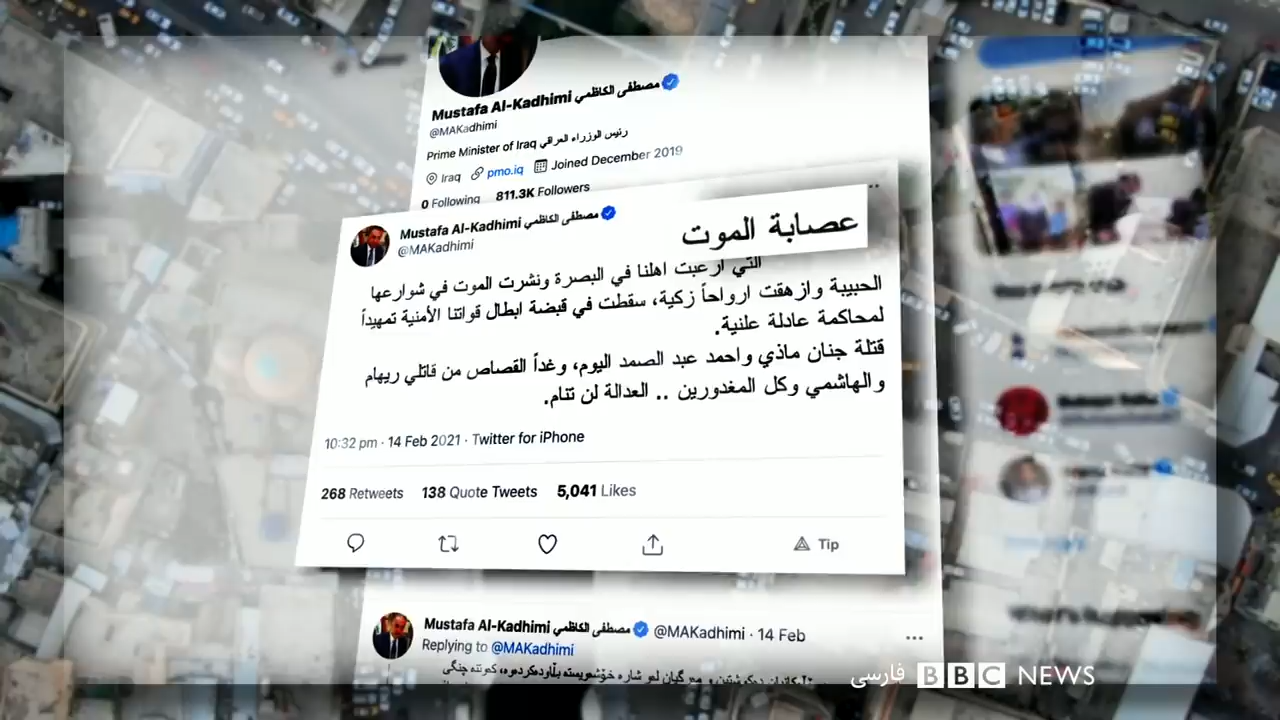 Mustafa Al-Kadhimi مصطفى الكاظمي
@MAKadhimi
Prime Minister of Iraq رئيس الوزراء العراقي
Iraq pmo.iq Joined December 2019
0 Following 811.3K Followers
Mustafa Al-Kadhimi مصطفى الكاظمي
@MAKadhimi
عصابة الموت
التي ارعبت اهلنا في البصرة ونشرت الموت في شوارعها
الحبيبة وازهقت ارواحاً زكية، سقطت في قبضة ابطال قواتنا الأمنية تمهيداً
لمحاكمة عادلة علنية.
قتلة جنان ماذي واحمد عبد الصمد اليوم، وغداً القصاص من قاتلي ريهام
والهاشمي وكل المغدورين .. العدالة لن تنام.
10:32 pm · 14 Feb 2021 · Twitter for iPhone
268 Retweets 138 Quote Tweets 5,041 Likes
Tip
Mustafa Al-Kadhimi مصطفى الكاظمي @MAKadhimi · 14 Feb
Replying to @MAKadhimi
BBC NEWS فارسی